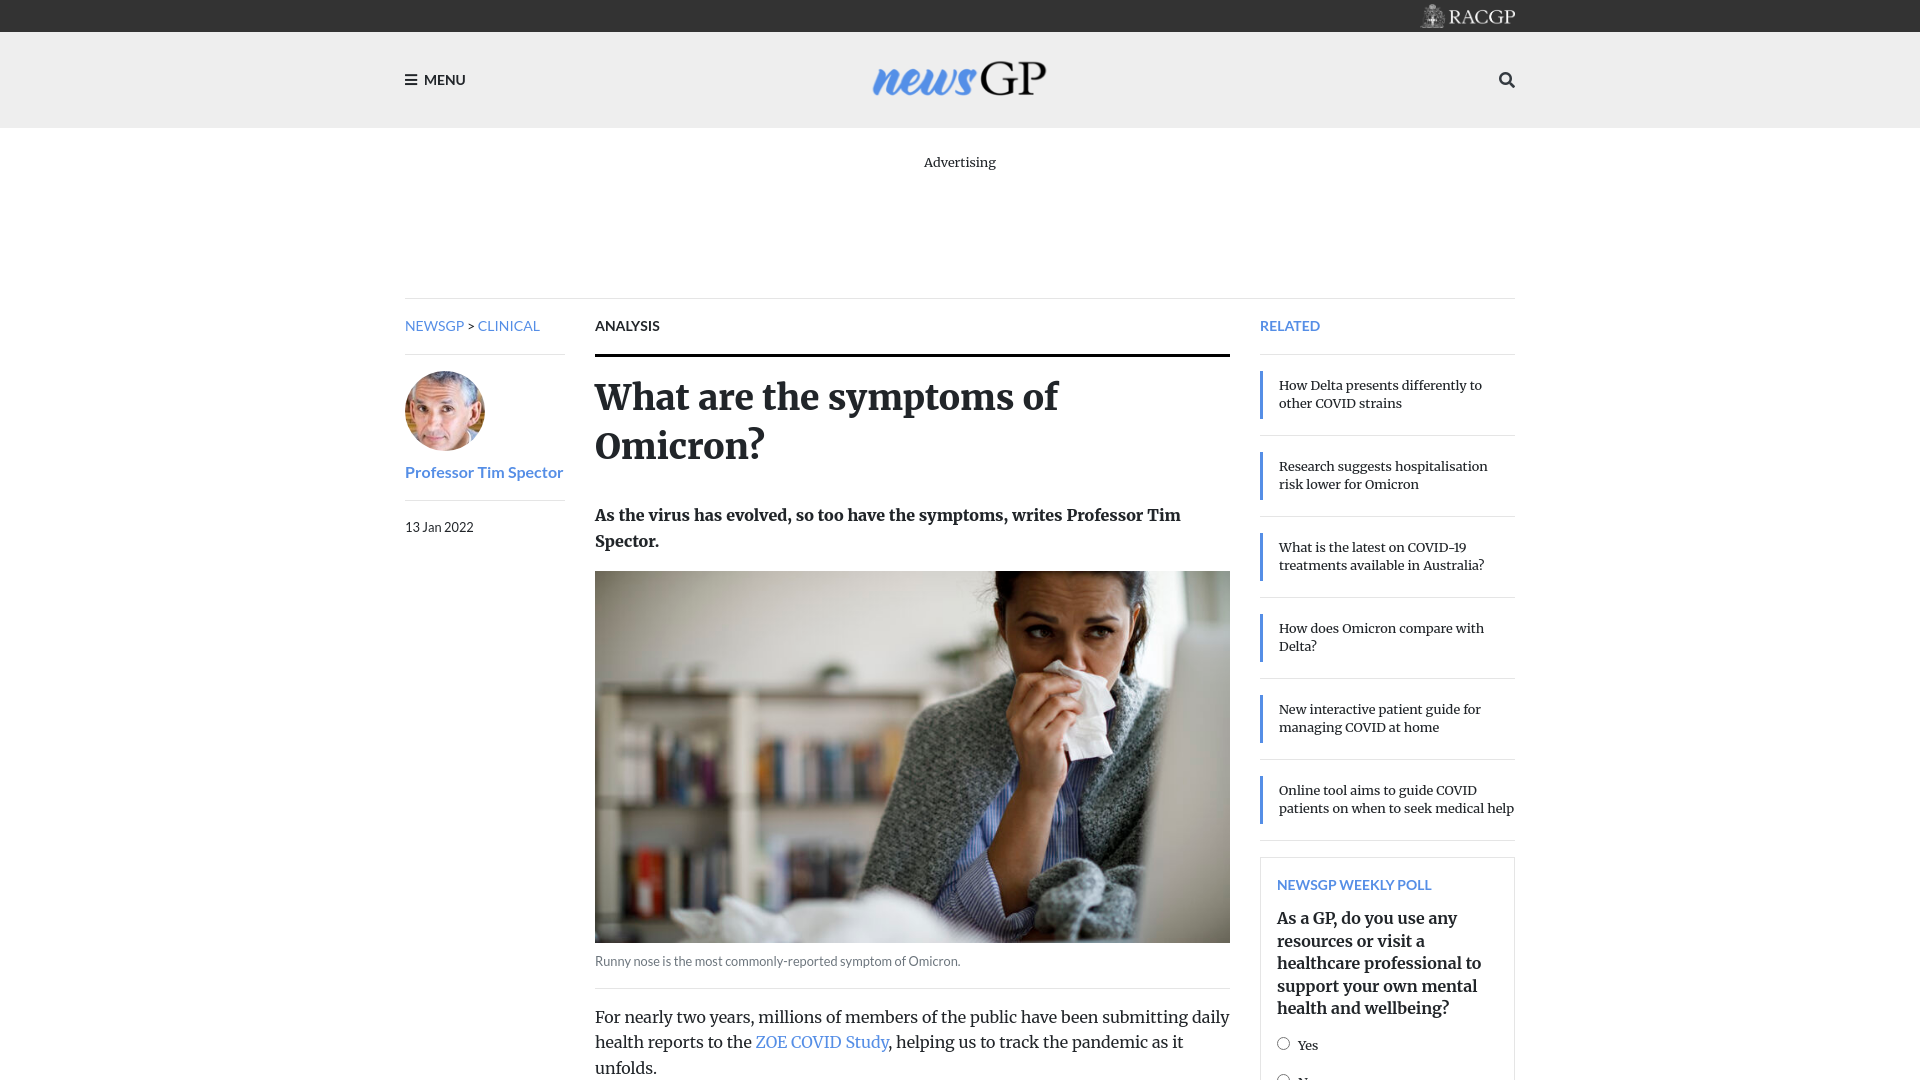 RACGP
MENU
newsGP
Advertising
NEWSGP > CLINICAL
Professor Tim Spector
13 Jan 2022
ANALYSIS
What are the symptoms of
Omicron?
As the virus has evolved, so too have the symptoms, writes Professor Tim
Spector.
Runny nose is the most commonly-reported symptom of Omicron.
For nearly two years, millions of members of the public have been submitting daily
health reports to the ZOE COVID Study, helping us to track the pandemic as it
unfolds.
RELATED
How Delta presents differently to
other COVID strains
Research suggests hospitalisation
risk lower for Omicron
What is the latest on COVID-19
treatments available in Australia?
How does Omicron compare with
Delta?
New interactive patient guide for
managing COVID at home
Online tool aims to guide COVID
patients on when to seek medical help
NEWSGP WEEKLY POLL
As a GP, do you use any
resources or visit a
healthcare professional to
support your own mental
health and wellbeing?
Yes